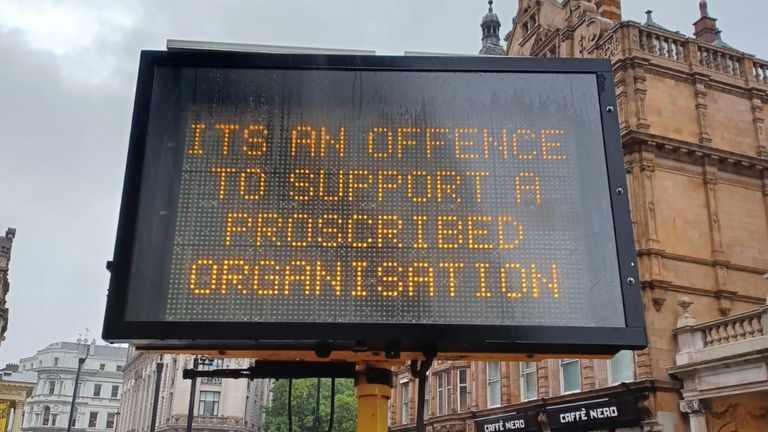 ITS AN OFFENCE
TO SUPPORT A
PROSCRIBED
ORGANISATION
CAFFÈ NERO
CAFFÈ NERO